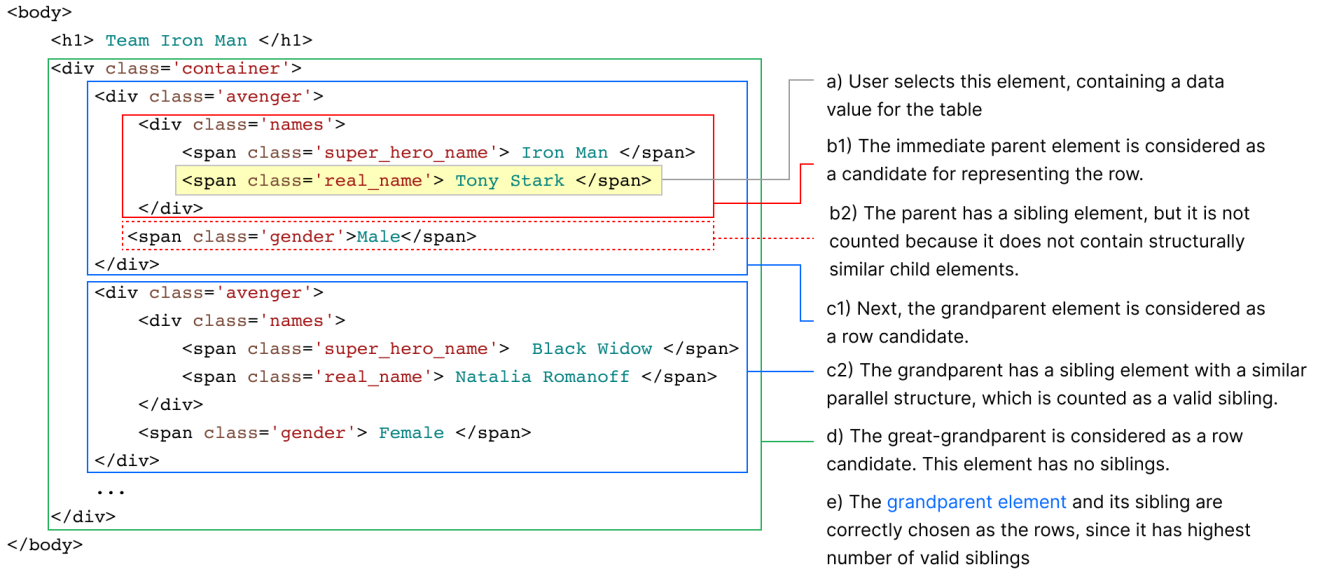 <body>
<h1> Team Iron Man </h1>
<div class='container'>
<div class='avenger'>
<div class='names'>
<span class='super_hero_name'> Iron Man </span>
<span class='real_name'> Tony Stark </span>
</div>
<span class='gender'>Male</span>
</div>
<div class='avenger'>
<div class='names'>
<span class='super_hero_name'> Black Widow </span>
<span class='real_name'> Natalia Romanoff </span>
</div>
<span class='gender'> Female </span>
</div>
...
</div>
</body>
a) User selects this element, containing a data
value for the table
b1) The immediate parent element is considered as
a candidate for representing the row.
b2) The parent has a sibling element, but it is not
counted because it does not contain structurally
similar child elements.
c1) Next, the grandparent element is considered as
a row candidate.
c2) The grandparent has a sibling element with a similar
parallel structure, which is counted as a valid sibling.
d) The great-grandparent is considered as a row
candidate. This element has no siblings.
e) The grandparent element and its sibling are
correctly chosen as the rows, since it has highest
number of valid siblings